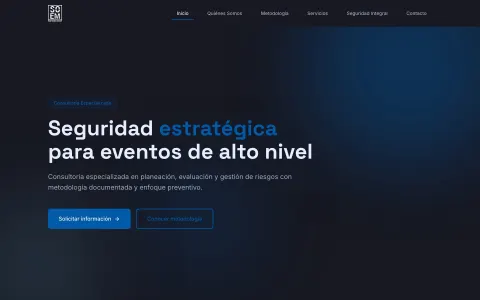 SO
EM
Inicio
Quiénes Somos
Metodología
Servicios
Seguridad Integral
Contacto
Consultoría Especializada
Seguridad estratégica
para eventos de alto nivel
Consultoría especializada en planeación, evaluación y gestión de riesgos con
metodología documentada y enfoque preventivo.
Solicitar información →
Conocer metodología